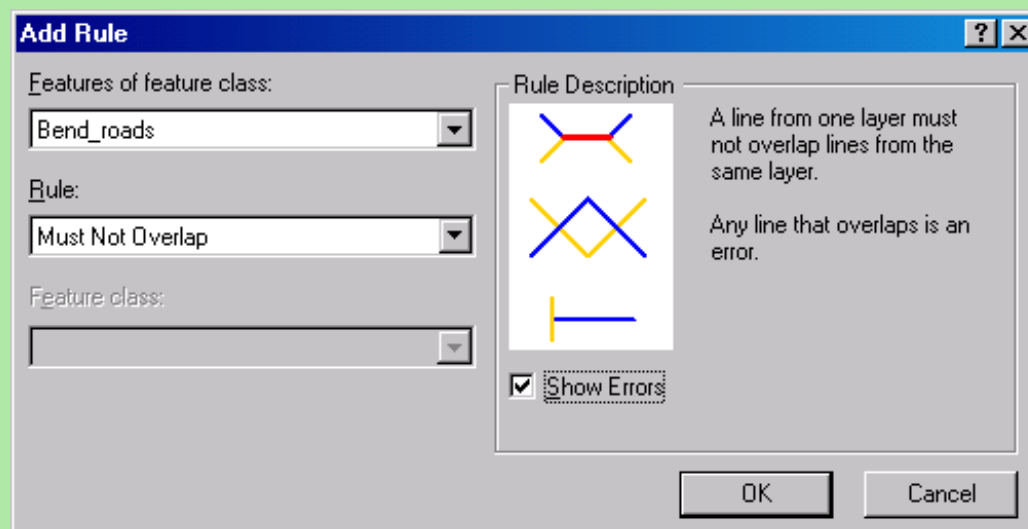 Add Rule
Features of feature class:
Bend_roads
Rule:
Must Not Overlap
Feature class:
Rule Description
A line from one layer must
not overlap lines from the
same layer.
Any line that overlaps is an
error.
Show Errors
OK
Cancel